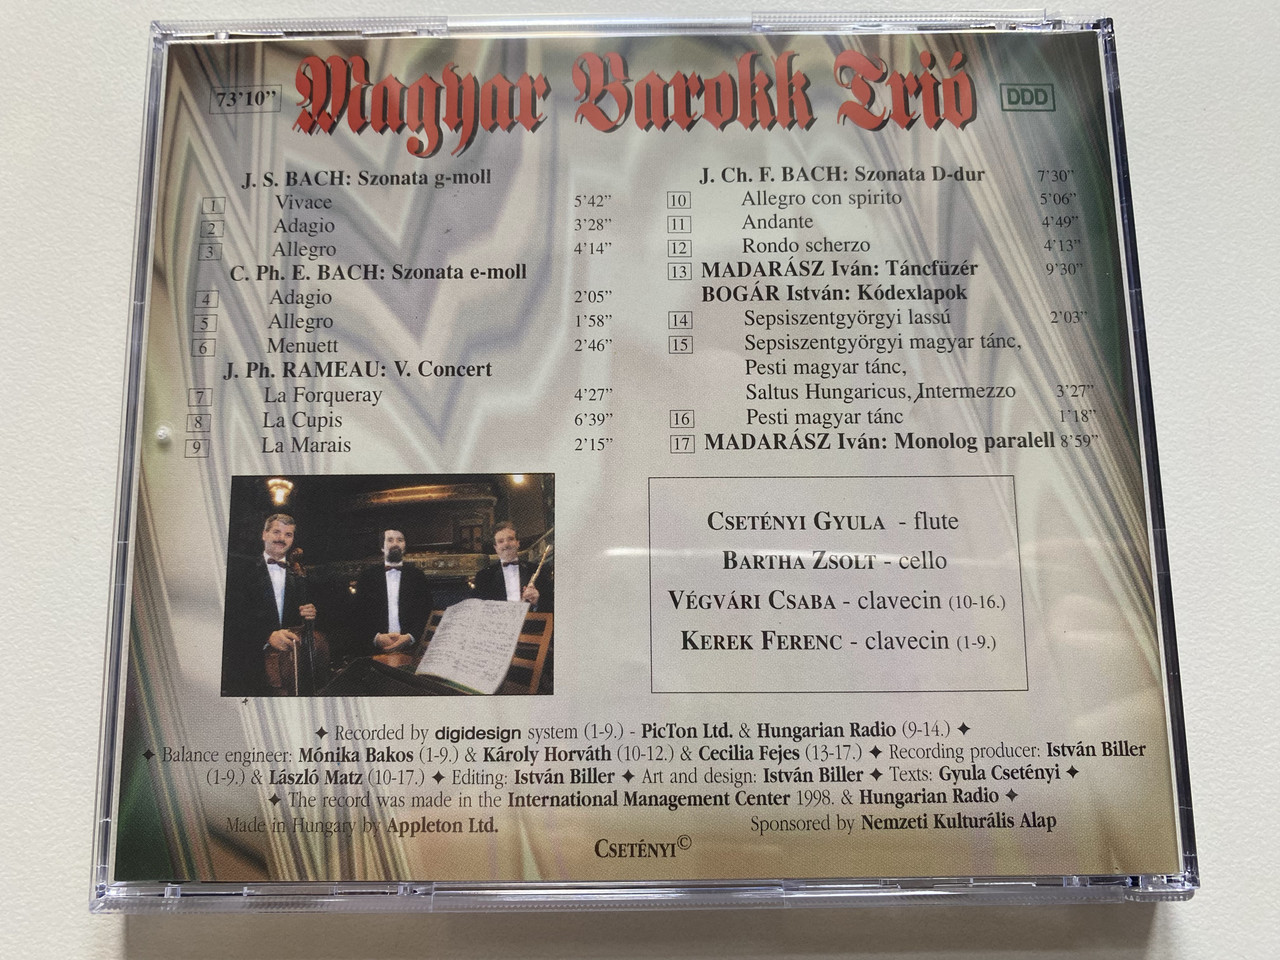 73'10"
Magyar Barokk Trió
DDD
J. S. BACH: Szonata g-moll
1 Vivace 5'42"
2 Adagio 3'28"
3 Allegro 4'14"
C. Ph. E. BACH: Szonata e-moll
4 Adagio 2'05"
5 Allegro 1'58"
6 Menuett 2'46"
J. Ph. RAMEAU: V. Concert
7 La Forqueray 4'27"
8 La Cupis 6'39"
9 La Marais 2'15"
J. Ch. F. BACH: Szonata D-dur 7'30"
10 Allegro con spirito 5'06"
11 Andante 4'49"
12 Rondo scherzo 4'13"
13 MADARÁSZ Iván: Táncfüzér 9'30"
BOGÁR István: Kódexlapok
14 Sepsiszentgyörgyi lassú 2'03"
15 Sepsiszentgyörgyi magyar tánc,
Pesti magyar tánc,
Saltus Hungaricus, Intermezzo 3'27"
16 Pesti magyar tánc 1'18"
17 MADARÁSZ Iván: Monolog paralell 8'59"
CSETÉNYI GYULA - flute
BARTHA ZSOLT - cello
VÉGVÁRI CSABA - clavecin (10-16.)
KEREK FERENC - clavecin (1-9.)
✦ Recorded by digidesign system (1-9.) - PicTon Ltd. & Hungarian Radio (9-14.) ✦
✦ Balance engineer: Mónika Bakos (1-9.) & Károly Horváth (10-12.) & Cecilia Fejes (13-17.) ✦ Recording producer: István Biller
(1-9.) & László Matz (10-17.) ✦ Editing: István Biller ✦ Art and design: István Biller ✦ Texts: Gyula Csetényi ✦
✦ The record was made in the International Management Center 1998. & Hungarian Radio ✦
Made in Hungary by Appleton Ltd.
Sponsored by Nemzeti Kulturális Alap
CSETÉNYI©